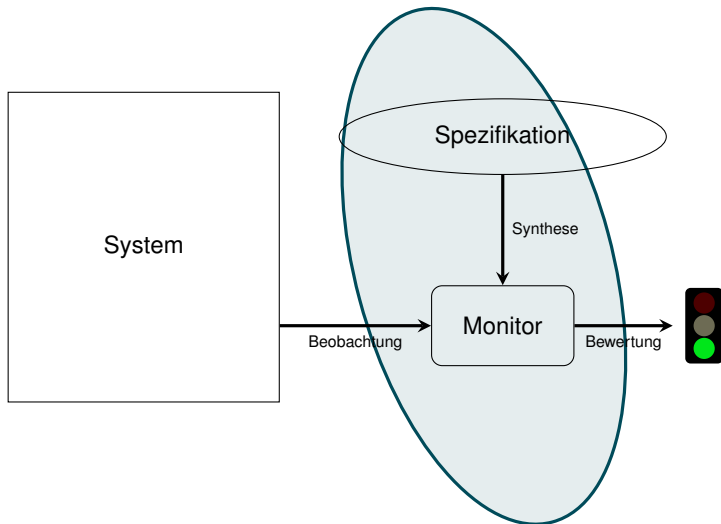 Spezifikation
Synthese
System
Monitor
Beobachtung
Bewertung